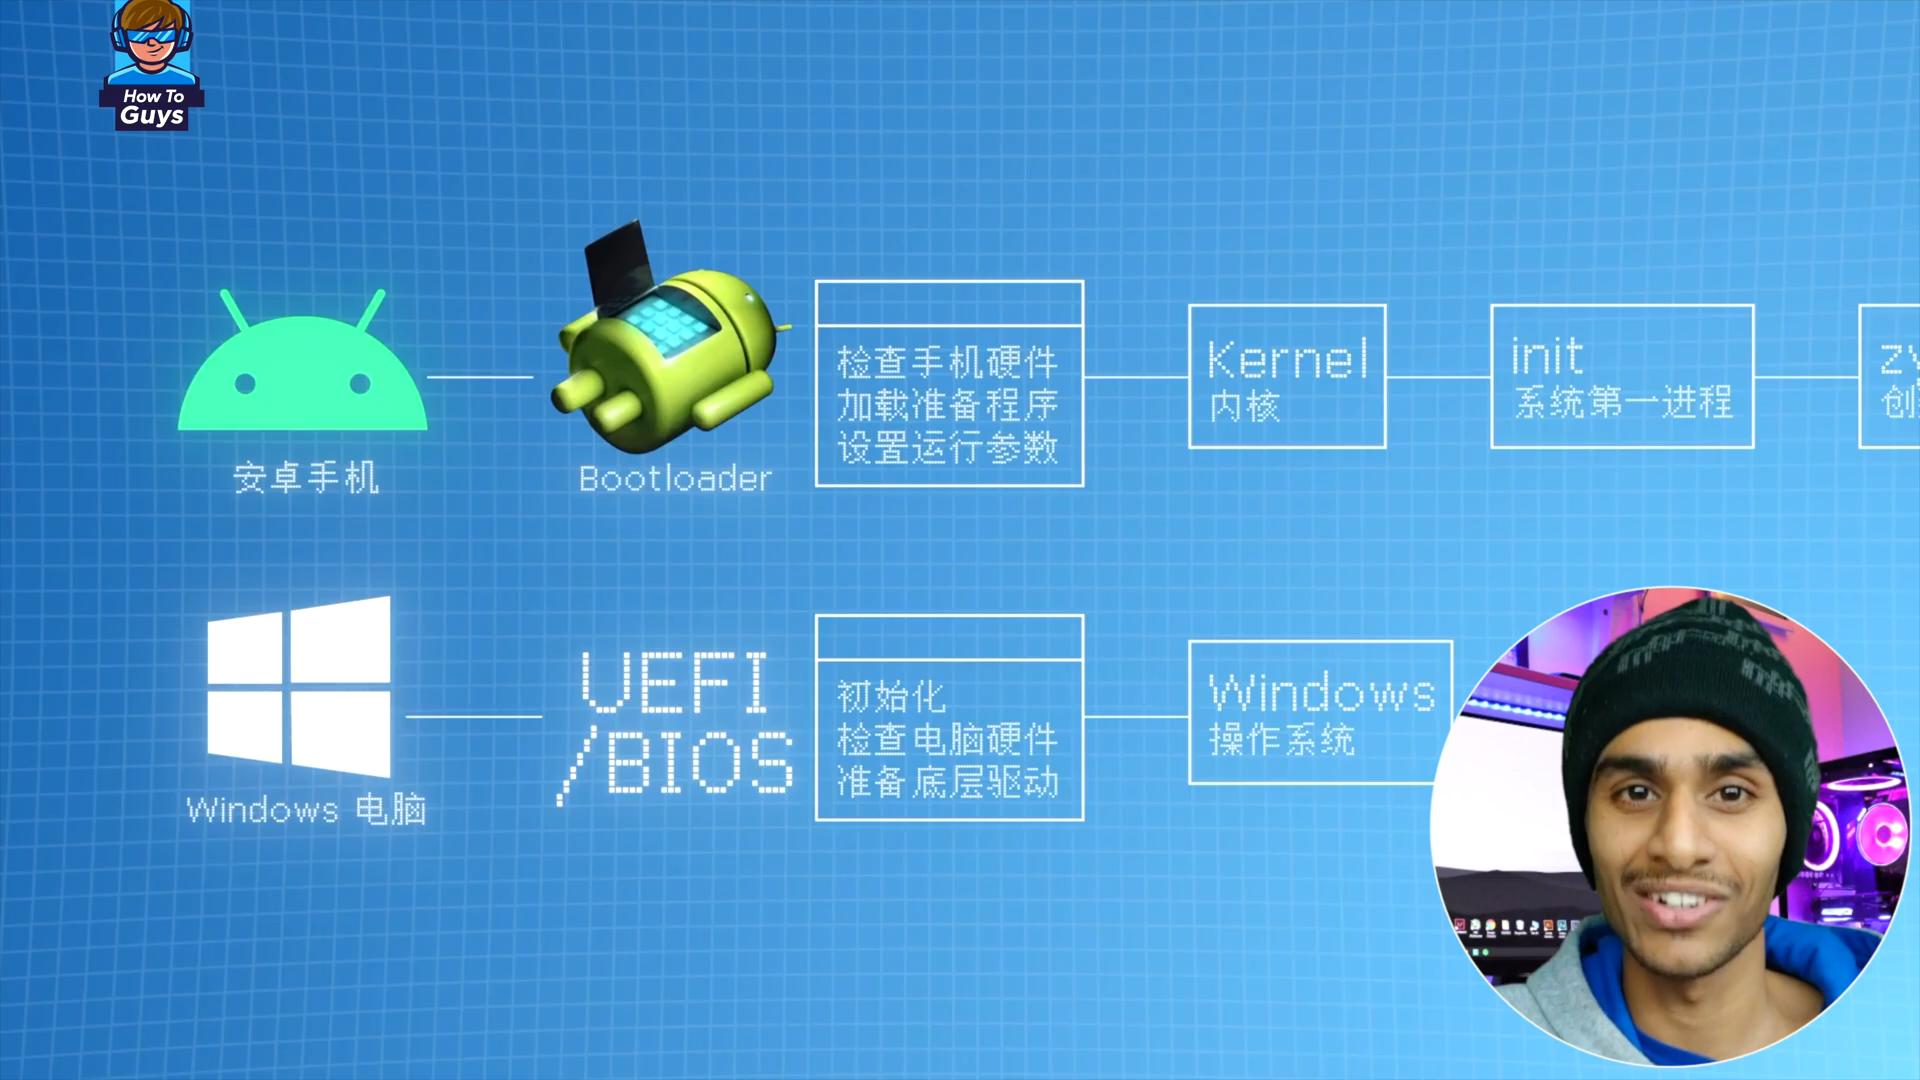 How To
Guys
安卓手机
Bootloader
检查手机硬件
加载准备程序
设置运行参数
Kernel
内核
init
系统第一进程
zy
创
Windows 电脑
UEFI
/BIOS
初始化
检查电脑硬件
准备底层驱动
Windows
操作系统